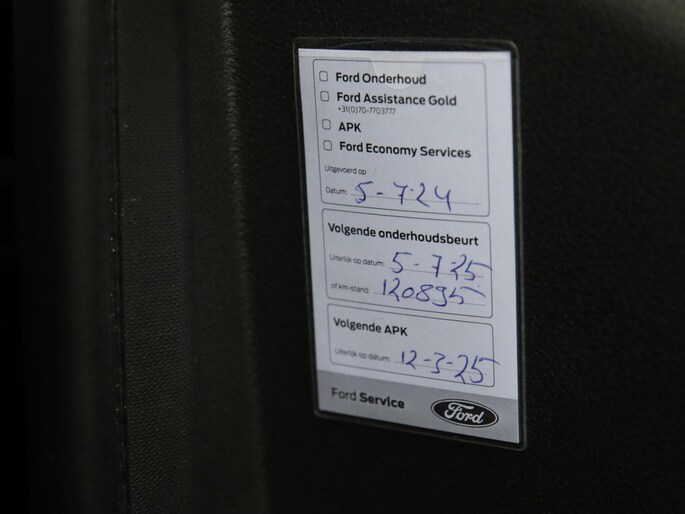 Ford Onderhoud
Ford Assistance Gold
+31(0)70-7703777
APK
Ford Economy Services
Uitgevoerd op
Datum: 5-7-24
Volgende onderhoudsbeurt
Uiterlijk op datum: 5-7-25
of km-stand: 120895
Volgende APK
Uiterlijk op datum: 12-3-25
Ford Service
Ford